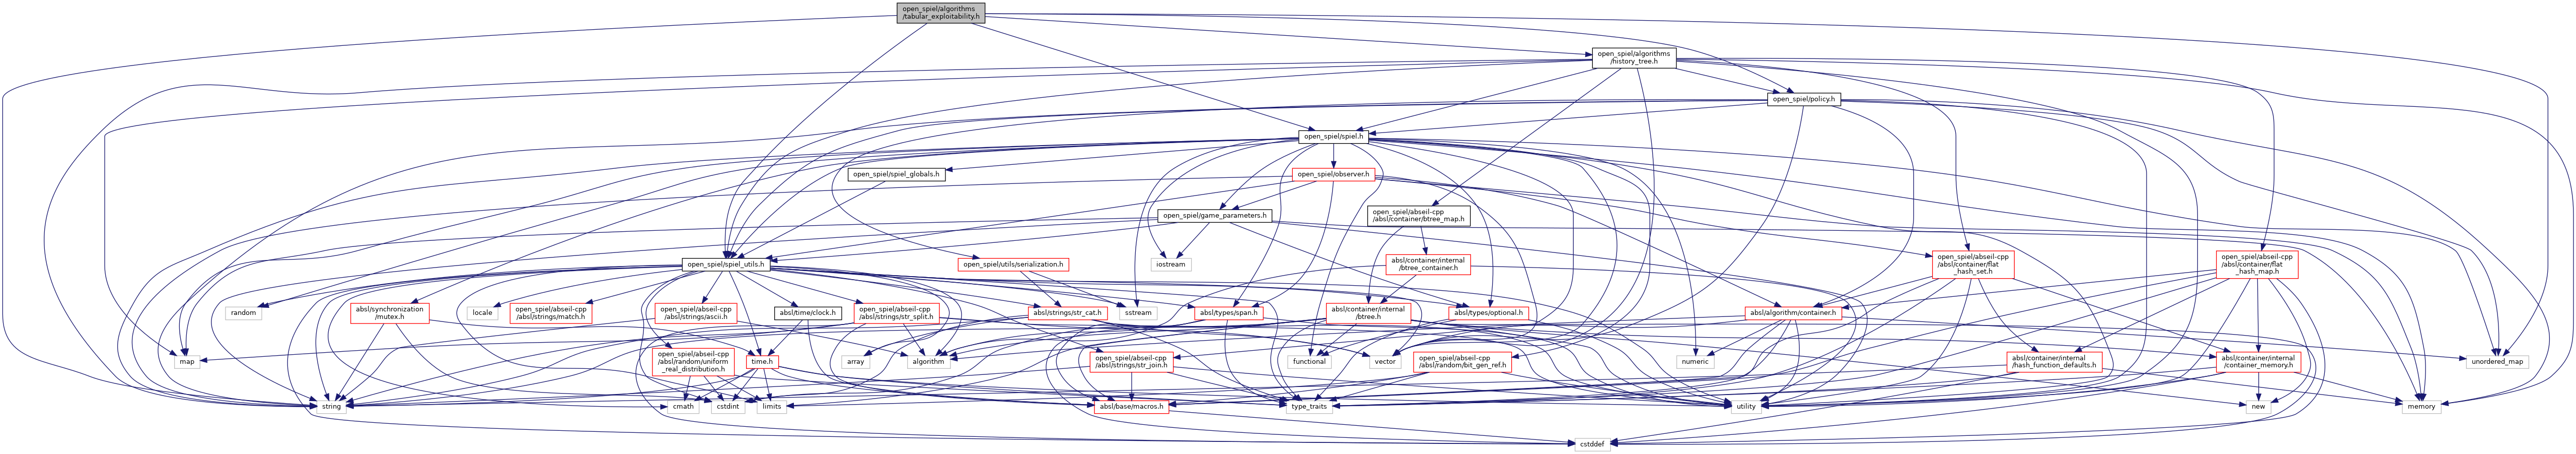 open_spiel/algorithms
/tabular_exploitability.h
open_spiel/algorithms
/history_tree.h
open_spiel/policy.h
open_spiel/spiel.h
open_spiel/spiel_globals.h
open_spiel/observer.h
open_spiel/game_parameters.h
open_spiel/abseil-cpp
/absl/container/btree_map.h
open_spiel/spiel_utils.h
open_spiel/utils/serialization.h
iostream
absl/container/internal
/btree_container.h
open_spiel/abseil-cpp
/absl/container/flat
_hash_set.h
open_spiel/abseil-cpp
/absl/container/flat
_hash_map.h
random
absl/synchronization
/mutex.h
locale
open_spiel/abseil-cpp
/absl/strings/match.h
open_spiel/abseil-cpp
/absl/strings/ascii.h
absl/time/clock.h
open_spiel/abseil-cpp
/absl/strings/str_split.h
absl/strings/str_cat.h
sstream
absl/types/span.h
absl/container/internal
/btree.h
absl/types/optional.h
absl/algorithm/container.h
map
open_spiel/abseil-cpp
/absl/random/uniform
_real_distribution.h
time.h
array
algorithm
open_spiel/abseil-cpp
/absl/strings/str_join.h
functional
vector
open_spiel/abseil-cpp
/absl/random/bit_gen_ref.h
numeric
absl/container/internal
/hash_function_defaults.h
absl/container/internal
/container_memory.h
unordered_map
string
cmath
cstdint
limits
absl/base/macros.h
type_traits
utility
new
memory
cstddef